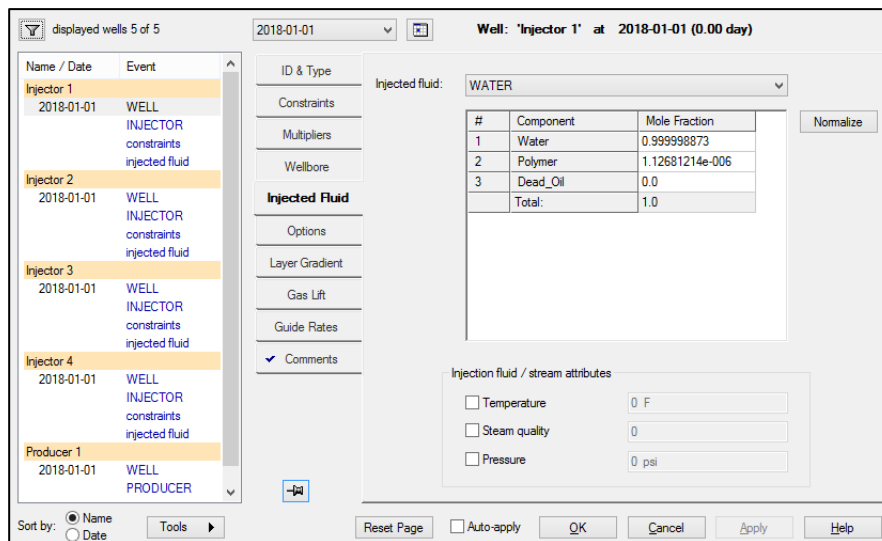 displayed wells 5 of 5
2018-01-01
Well: 'Injector 1' at 2018-01-01 (0.00 day)
Name / Date Event
Injector 1
2018-01-01 WELL
INJECTOR
constraints
injected fluid
Injector 2
2018-01-01 WELL
INJECTOR
constraints
injected fluid
Injector 3
2018-01-01 WELL
INJECTOR
constraints
injected fluid
Injector 4
2018-01-01 WELL
INJECTOR
constraints
injected fluid
Producer 1
2018-01-01 WELL
PRODUCER
Sort by: Name
Date
Tools
ID & Type
Constraints
Multipliers
Wellbore
Injected Fluid
Options
Layer Gradient
Gas Lift
Guide Rates
Comments
Injected fluid: WATER
# Component Mole Fraction
1 Water 0.999998873
2 Polymer 1.12681214e-006
3 Dead_Oil 0.0
Total: 1.0
Normalize
Injection fluid / stream attributes
Temperature 0 F
Steam quality 0
Pressure 0 psi
Reset Page Auto-apply OK Cancel Apply Help